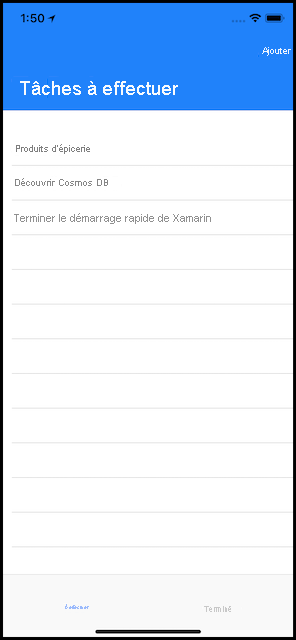 1:50
Ajouter
Tâches à effectuer
Produits d'épicerie
Découvrir Cosmos DB
Terminer le démarrage rapide de Xamarin
À effectuer
Terminé